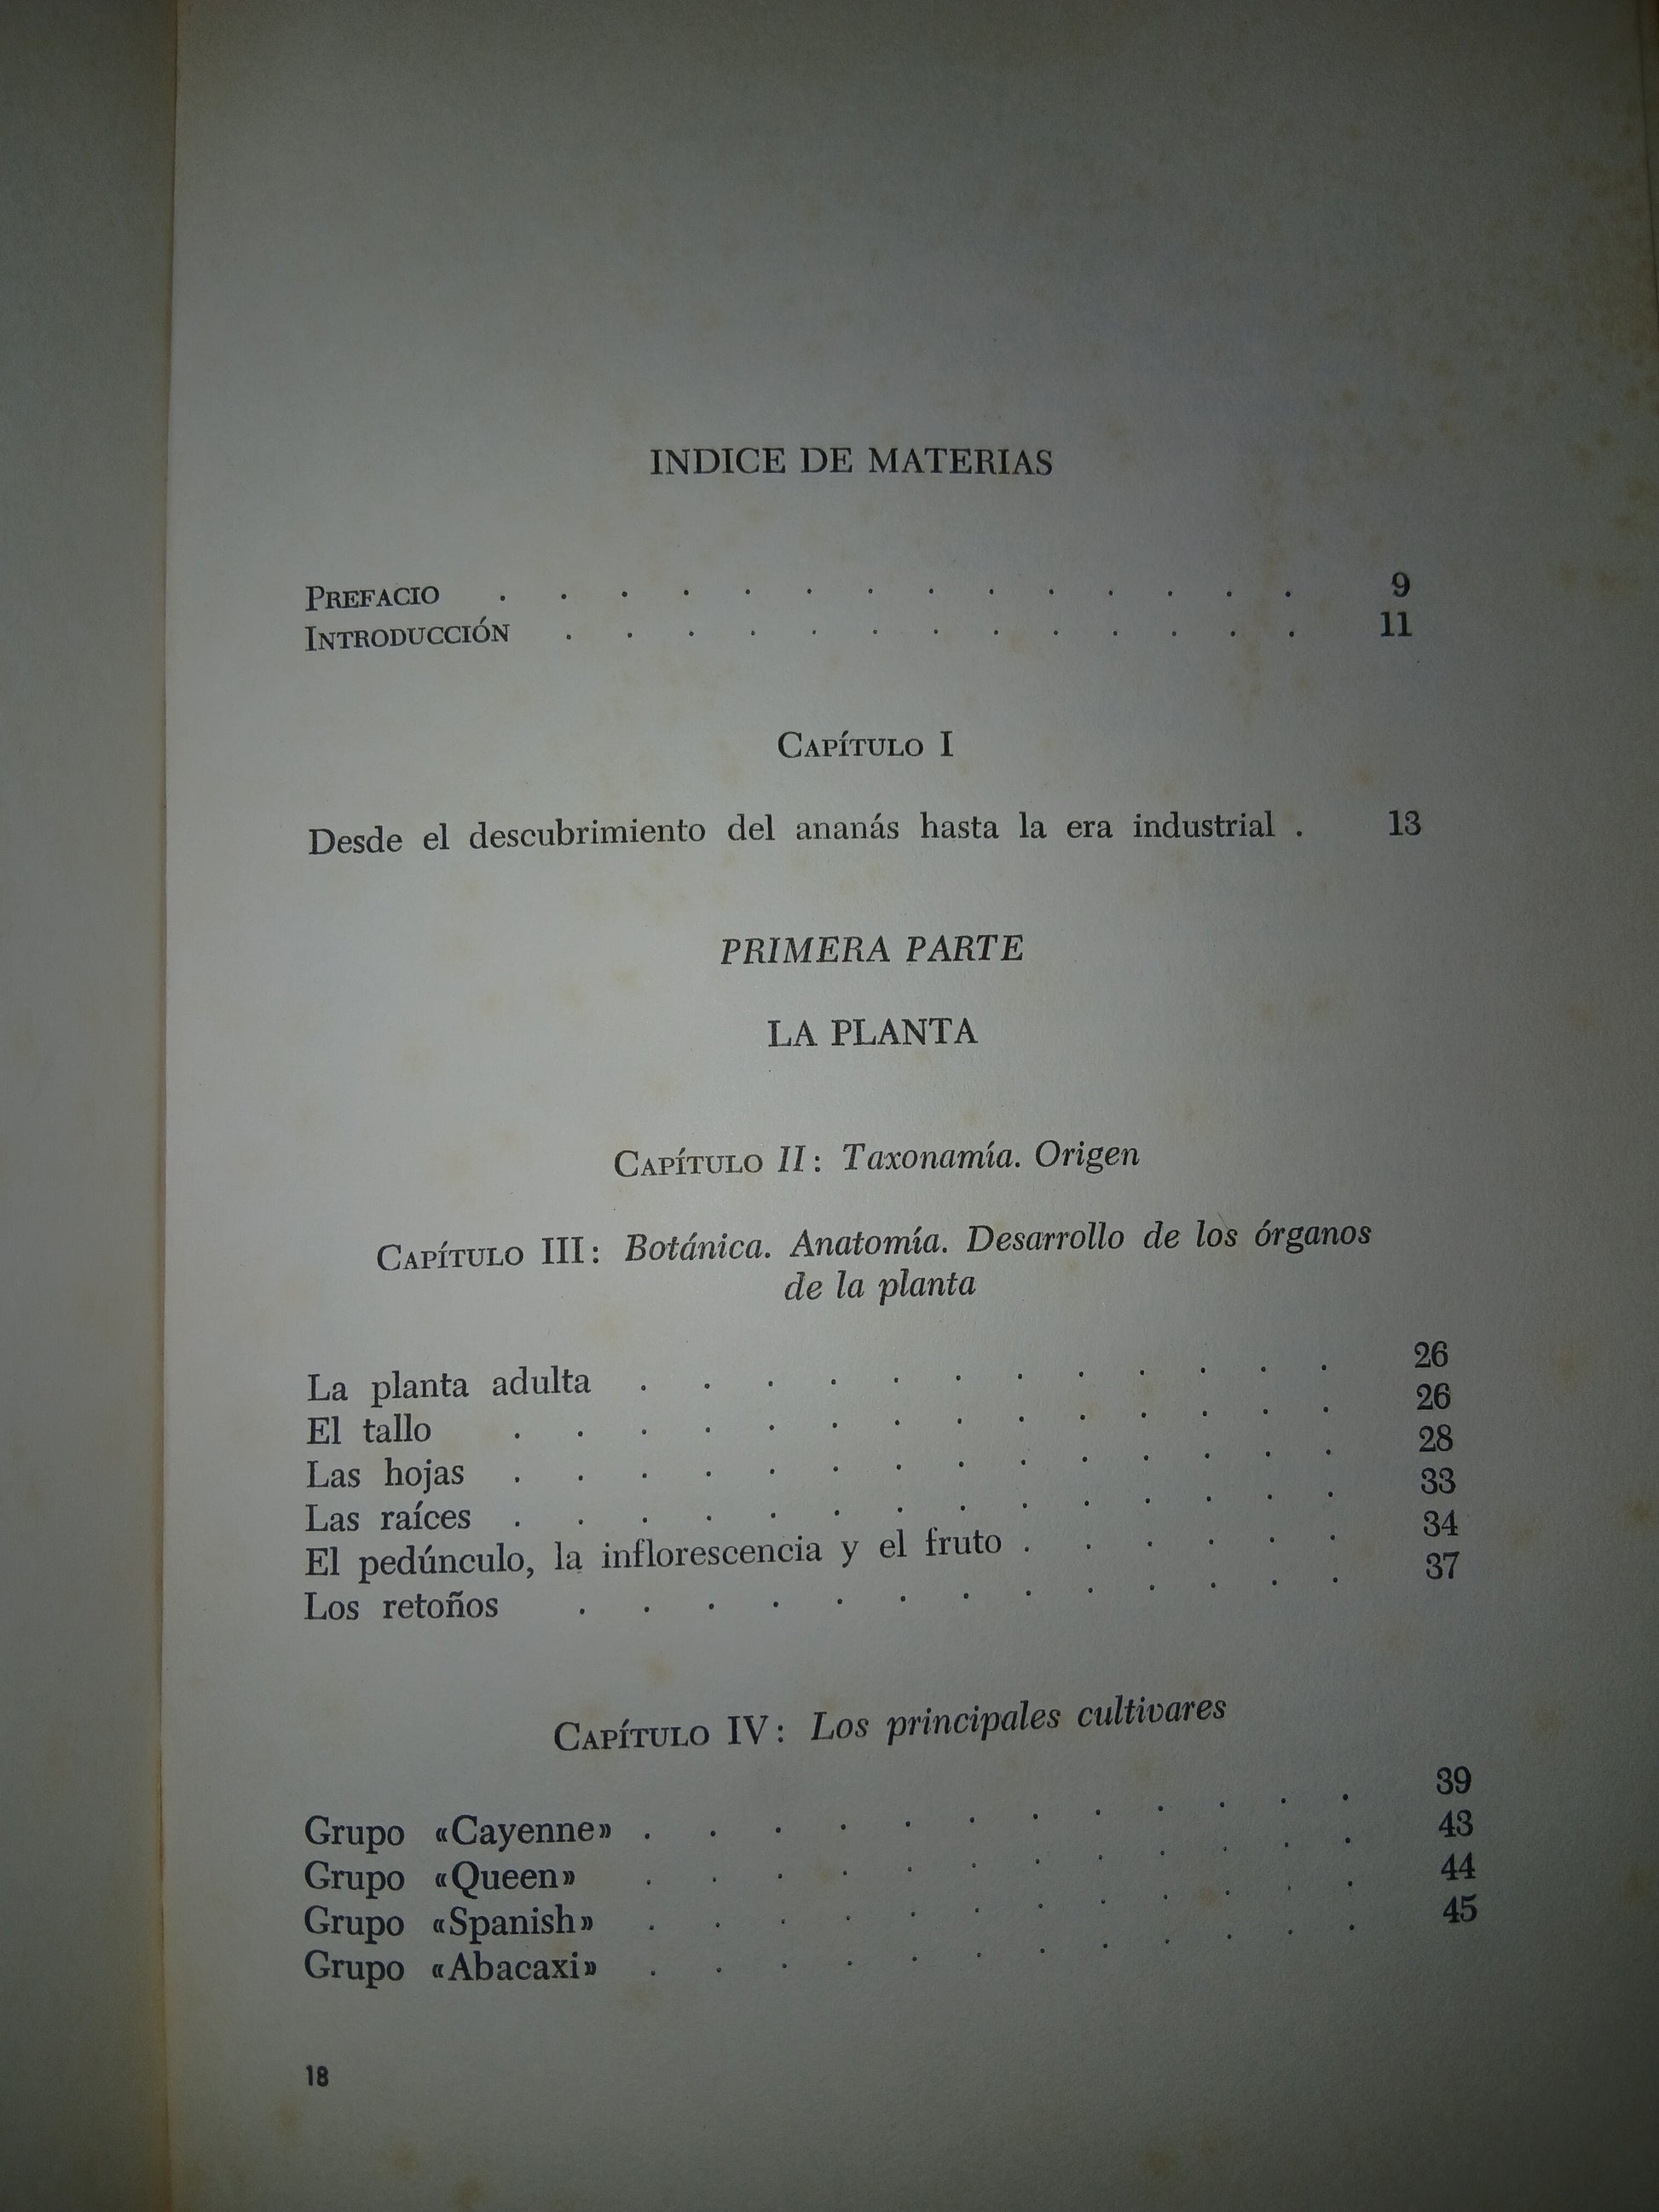 INDICE DE MATERIAS
PREFACIO . . . . . . . . . . . . . . 9
INTRODUCCIÓN . . . . . . . . . . . . . 11
CAPÍTULO I
Desde el descubrimiento del ananás hasta la era industrial . 13
PRIMERA PARTE
LA PLANTA
CAPÍTULO II: Taxonamía. Origen
CAPÍTULO III: Botánica. Anatomía. Desarrollo de los órganos
de la planta
La planta adulta . . . . . . . . . . . . 26
El tallo . . . . . . . . . . . . . . 26
Las hojas . . . . . . . . . . . . . . 28
Las raíces . . . . . . . . . . . . . . 33
El pedúnculo, la inflorescencia y el fruto . . . . . . 34
Los retoños . . . . . . . . . . . . . 37
CAPÍTULO IV: Los principales cultivares
Grupo «Cayenne» . . . . . . . . . . . . 39
Grupo «Queen» . . . . . . . . . . . . 43
Grupo «Spanish» . . . . . . . . . . . . 44
Grupo «Abacaxi» . . . . . . . . . . . . 45
18